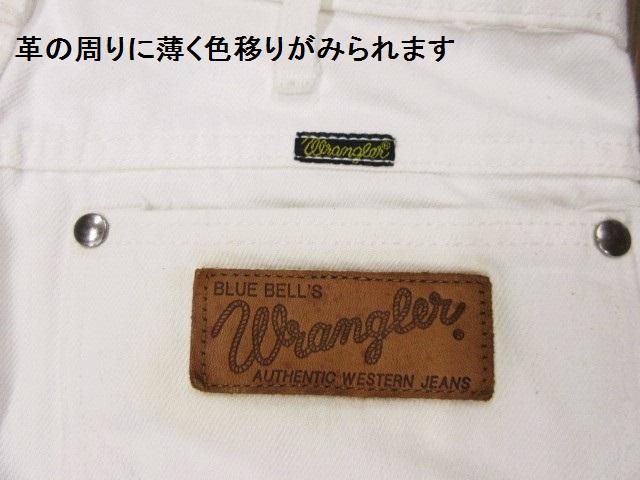 革の周りに薄く色移りがみられます
Wrangler®
BLUE BELL'S
Wrangler®
AUTHENTIC WESTERN JEANS